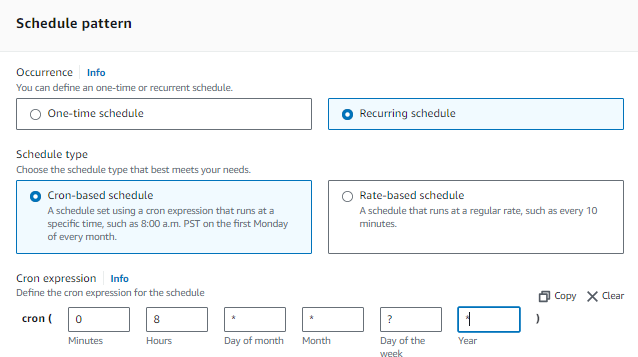 Schedule pattern
Occurrence Info
You can define an one-time or recurrent schedule.
One-time schedule Recurring schedule
Schedule type
Choose the schedule type that best meets your needs.
Cron-based schedule
A schedule set using a cron expression that runs at a
specific time, such as 8:00 a.m. PST on the first Monday
of every month.
Rate-based schedule
A schedule that runs at a regular rate, such as every 10
minutes.
Cron expression Info
Define the cron expression for the schedule
Copy Clear
cron ( 0 8 * * ? * )
Minutes Hours Day of month Month Day of the week Year